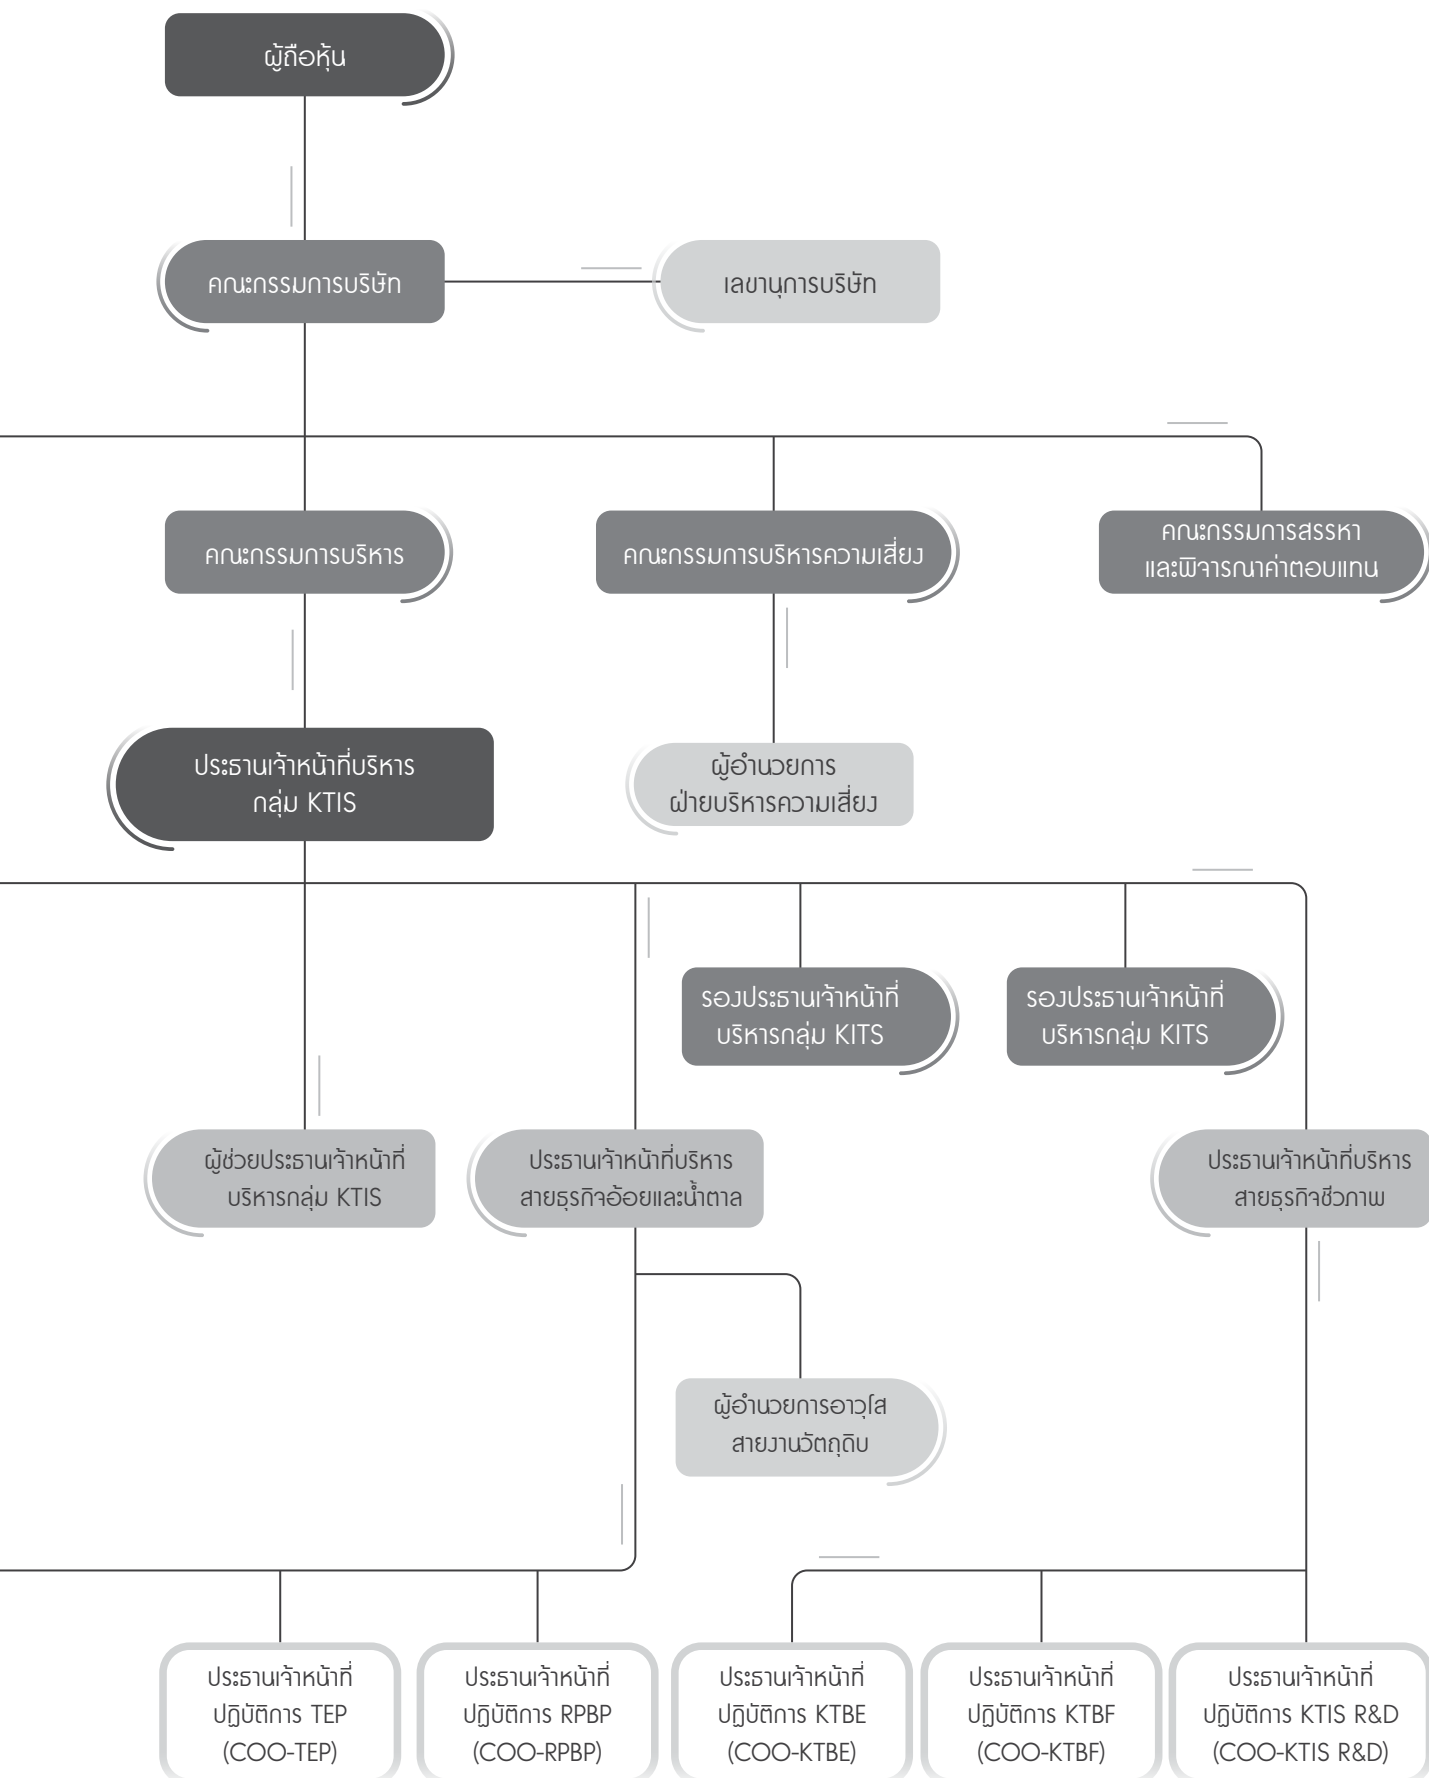 ผู้ถือหุ้น
คณะกรรมการบริษัท
เลขานุการบริษัท
คณะกรรมการบริหาร
คณะกรรมการบริหารความเสี่ยง
คณะกรรมการสรรหา
และพิจารณาค่าตอบแทน
ประธานเจ้าหน้าที่บริหาร
กลุ่ม KTIS
ผู้อำนวยการ
ฝ่ายบริหารความเสี่ยง
รองประธานเจ้าหน้าที่
บริหารกลุ่ม KITS
รองประธานเจ้าหน้าที่
บริหารกลุ่ม KITS
ผู้ช่วยประธานเจ้าหน้าที่
บริหารกลุ่ม KTIS
ประธานเจ้าหน้าที่บริหาร
สายธุรกิจอ้อยและน้ำตาล
ประธานเจ้าหน้าที่บริหาร
สายธุรกิจชีวภาพ
ผู้อำนวยการอาวุโส
สายงานวัตถุดิบ
ประธานเจ้าหน้าที่
ปฏิบัติการ TEP
(COO-TEP)
ประธานเจ้าหน้าที่
ปฏิบัติการ RPBP
(COO-RPBP)
ประธานเจ้าหน้าที่
ปฏิบัติการ KTBE
(COO-KTBE)
ประธานเจ้าหน้าที่
ปฏิบัติการ KTBF
(COO-KTBF)
ประธานเจ้าหน้าที่
ปฏิบัติการ KTIS R&D
(COO-KTIS R&D)